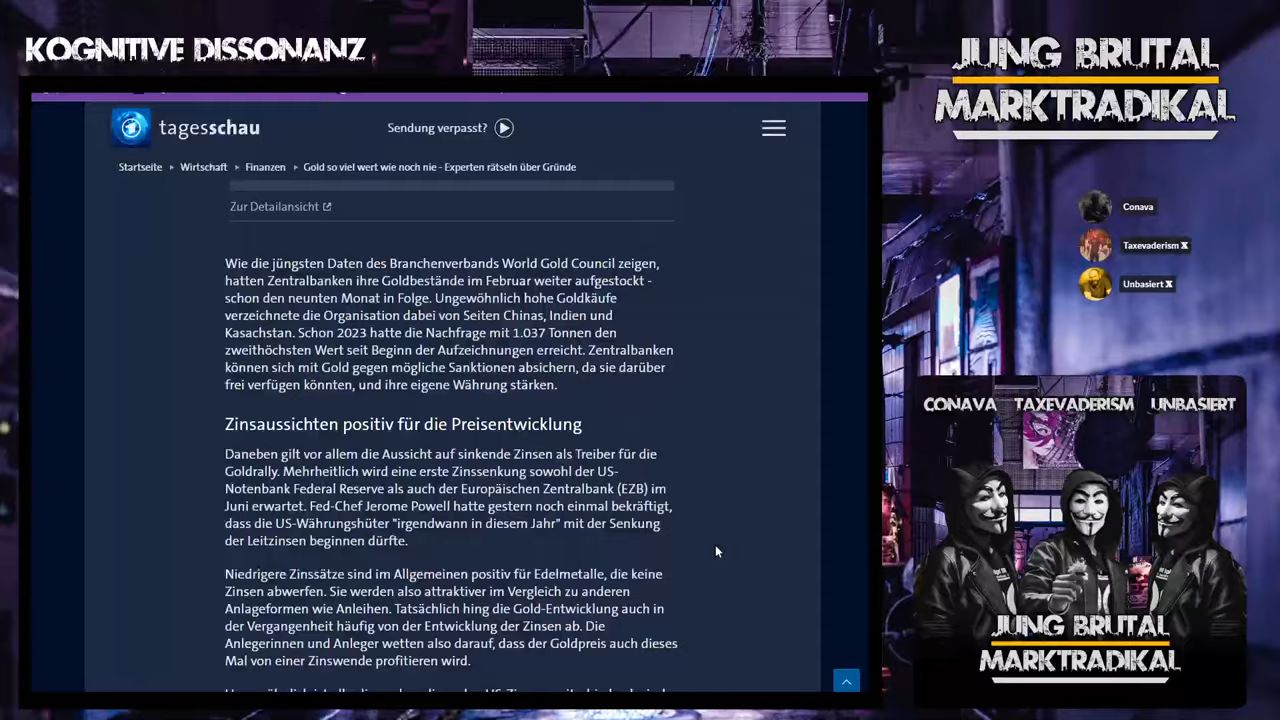 KOGNITIVE DISSONANZ
JUNG BRUTAL
MARKTRADIKAL
tagesschau
Sendung verpasst?
Startseite
Wirtschaft
Finanzen
Gold so viel wert wie noch nie - Experten rätseln über Gründe
Zur Detailansicht
Wie die jüngsten Daten des Branchenverbands World Gold Council zeigen,
hatten Zentralbanken ihre Goldbestände im Februar weiter aufgestockt -
schon den neunten Monat in Folge. Ungewöhnlich hohe Goldkäufe
verzeichnete die Organisation dabei von Seiten Chinas, Indien und
Kasachstan. Schon 2023 hatte die Nachfrage mit 1.037 Tonnen den
zweithöchsten Wert seit Beginn der Aufzeichnungen erreicht. Zentralbanken
können sich mit Gold gegen mögliche Sanktionen absichern, da sie darüber
frei verfügen könnten, und ihre eigene Währung stärken.
Zinsaussichten positiv für die Preisentwicklung
Daneben gilt vor allem die Aussicht auf sinkende Zinsen als Treiber für die
Goldrally. Mehrheitlich wird eine erste Zinssenkung sowohl der US-
Notenbank Federal Reserve als auch der Europäischen Zentralbank (EZB) im
Juni erwartet. Fed-Chef Jerome Powell hatte gestern noch einmal bekräftigt,
dass die US-Währungshüter "irgendwann in diesem Jahr" mit der Senkung
der Leitzinsen beginnen dürfte.
Niedrigere Zinssätze sind im Allgemeinen positiv für Edelmetalle, die keine
Zinsen abwerfen. Sie werden also attraktiver im Vergleich zu anderen
Anlageformen wie Anleihen. Tatsächlich hing die Gold-Entwicklung auch in
der Vergangenheit häufig von der Entwicklung der Zinsen ab. Die
Anlegerinnen und Anleger wetten also darauf, dass der Goldpreis auch dieses
Mal von einer Zinswende profitieren wird.
Conava
Taxevaderism X
Unbasiert X
CONAVA TAXEVADERISM UNBASIERT
JUNG BRUTAL
MARKTRADIKAL